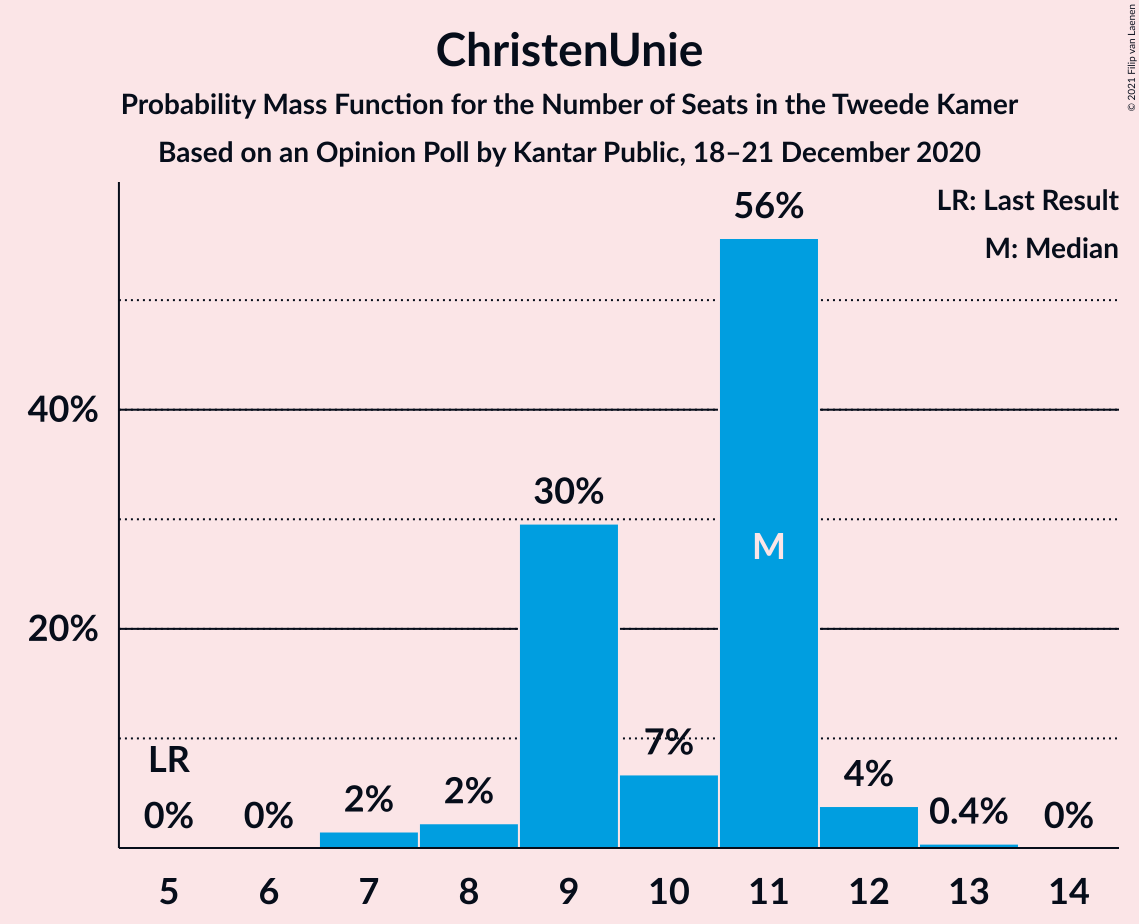 ChristenUnie
Probability Mass Function for the Number of Seats in the Tweede Kamer
Based on an Opinion Poll by Kantar Public, 18–21 December 2020
© 2021 Filip van Laenen
LR: Last Result
M: Median
56%
40%
30%
M
20%
7%
LR
4%
2%
2%
0.4%
0%
0%
0%
5 6 7 8 9 10 11 12 13 14